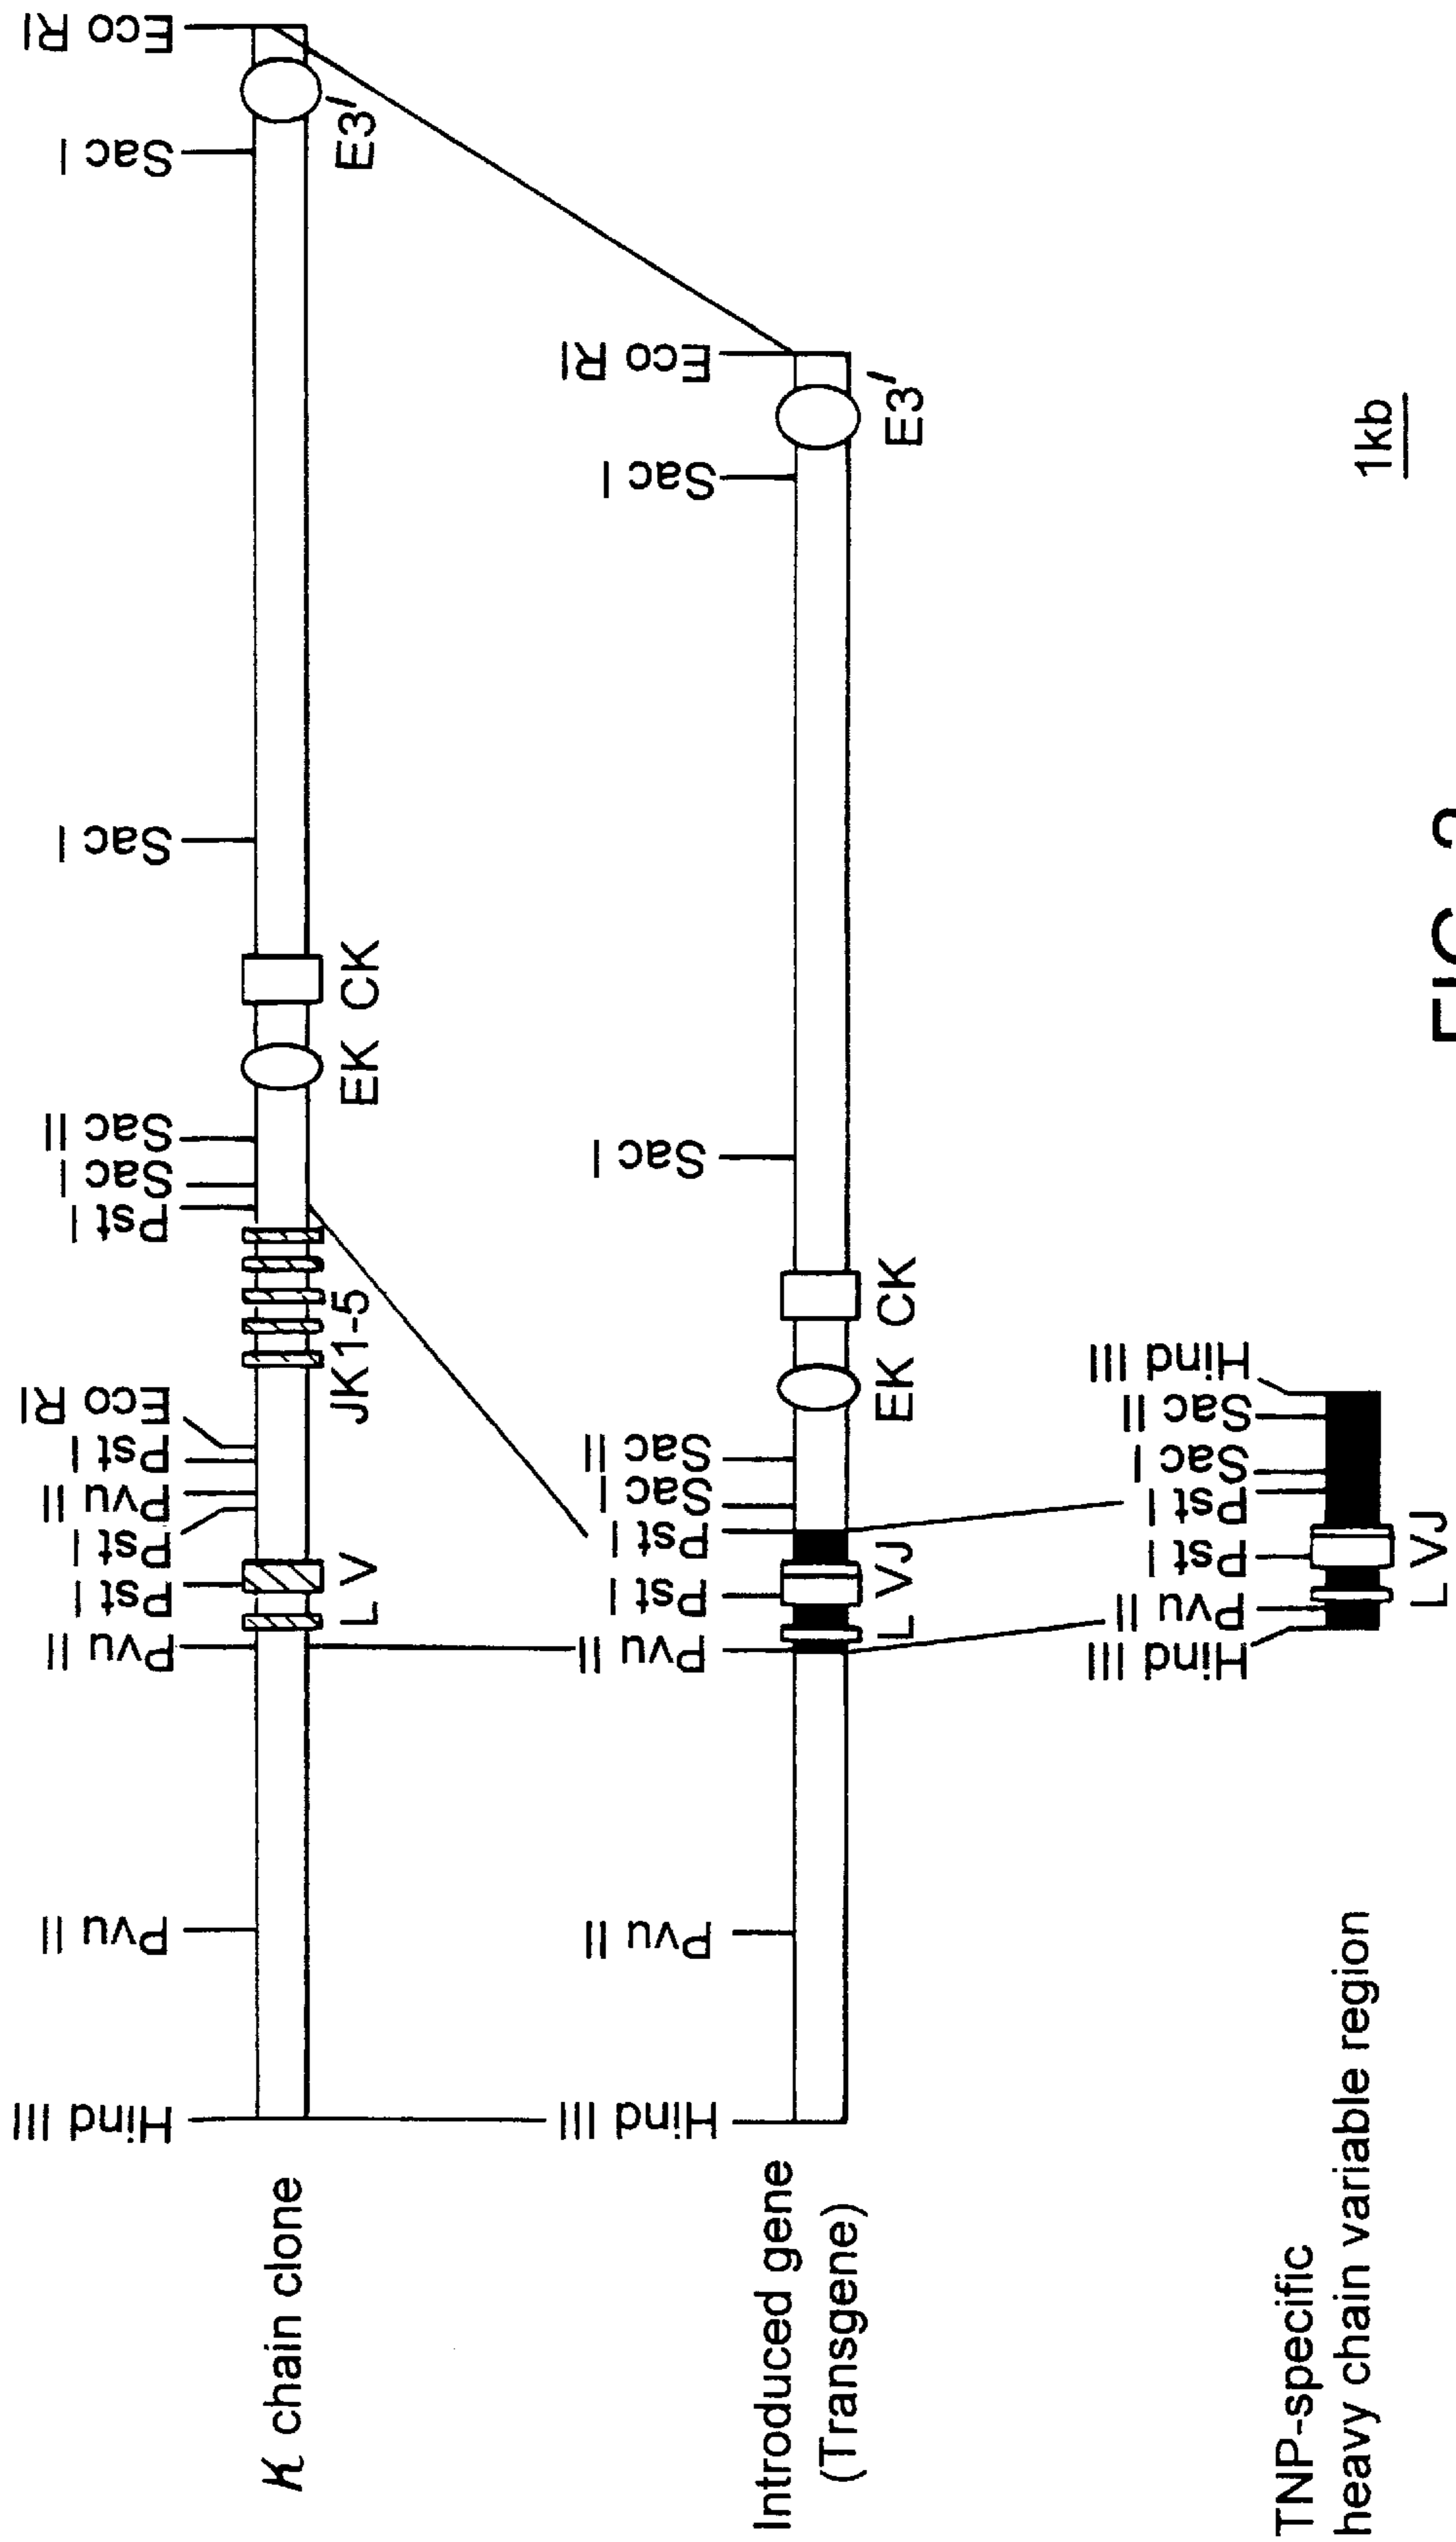 K chain clone
Hind III
Pvu II
Pvu II
Pst I
Pst I
Pvu II
Pst I
Eco RI
Pst I
Sac I
Sac II
Sac I
Sac I
Eco RI
L V
JK1-5
EK CK
E3'
Introduced gene
(Transgene)
Hind III
Pvu II
Pvu II
Pst I
Pst I
Sac I
Sac II
Sac I
Sac I
Eco RI
L VJ
EK CK
E3'
TNP-specific
heavy chain variable region
Hind III
Pvu II
Pst I
Pst I
Sac I
Sac II
Hind III
L VJ
1kb
FIG.